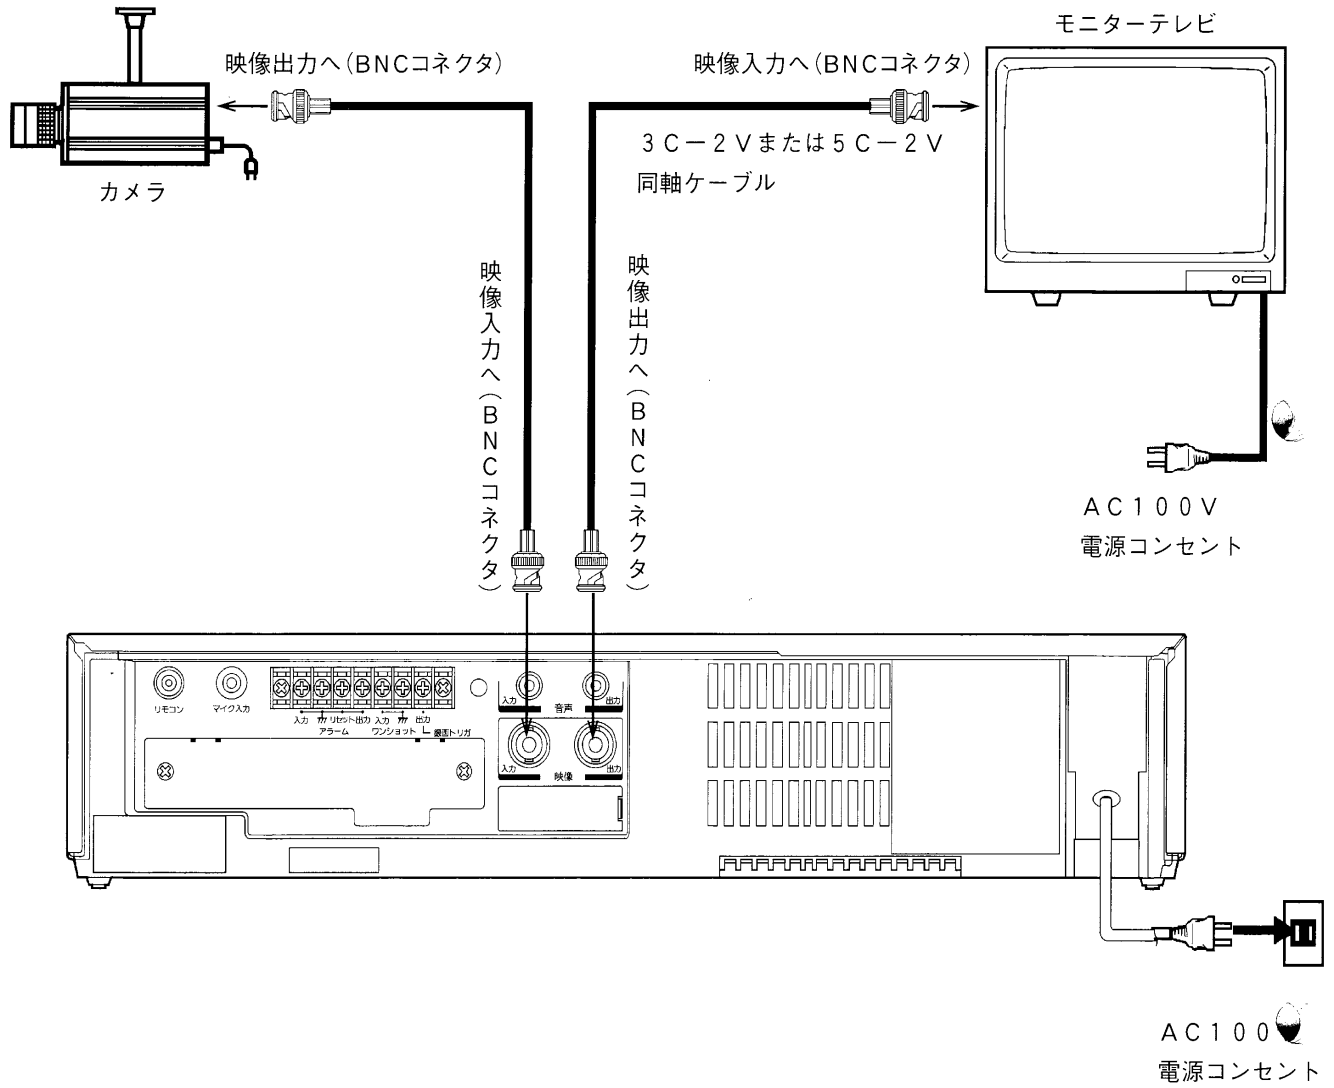 モニターテレビ
映像出力へ(BNCコネクタ)
映像入力へ(BNCコネクタ)
3C－2Vまたは5C－2V
同軸ケーブル
カメラ
映像入力へ(BNCコネクタ)
映像出力へ(BNCコネクタ)
AC100V
電源コンセント
リモコン
マイク入力
入力 リセット 出力 入力 出力
アラーム ワンショット 録画トリガ
入力 音声 出力
入力 映像 出力
AC100
電源コンセント